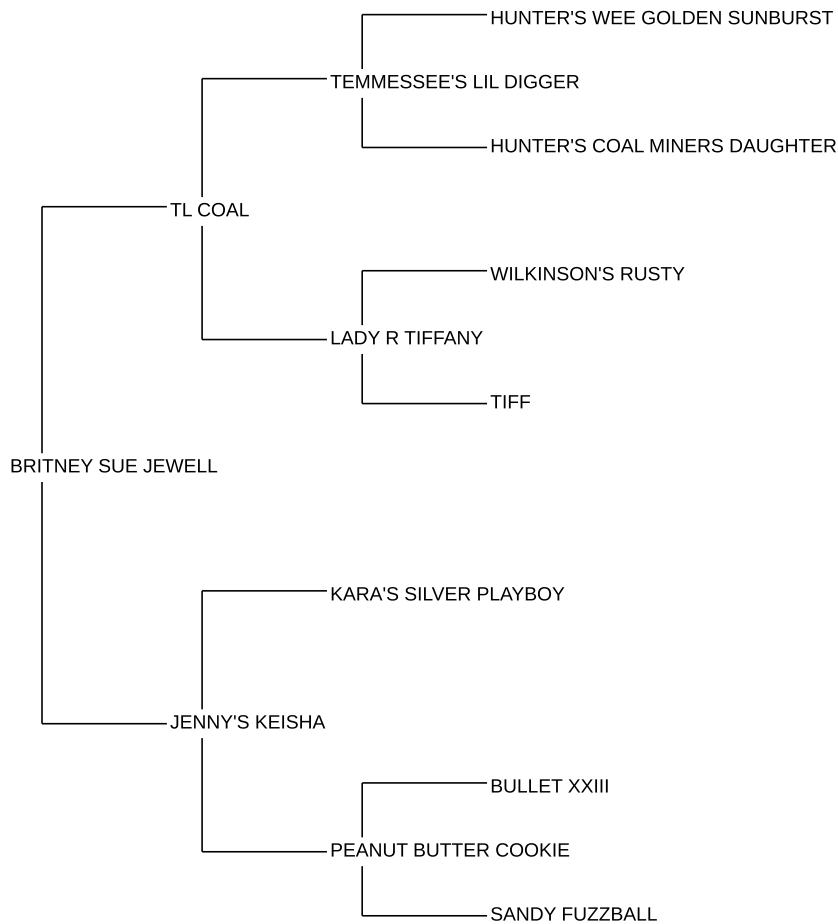 HUNTER'S WEE GOLDEN SUNBURST
TEMMESSEE'S LIL DIGGER
HUNTER'S COAL MINERS DAUGHTER
TL COAL
WILKINSON'S RUSTY
LADY R TIFFANY
TIFF
BRITNEY SUE JEWELL
KARA'S SILVER PLAYBOY
JENNY'S KEISHA
BULLET XXIII
PEANUT BUTTER COOKIE
SANDY FUZZBALL